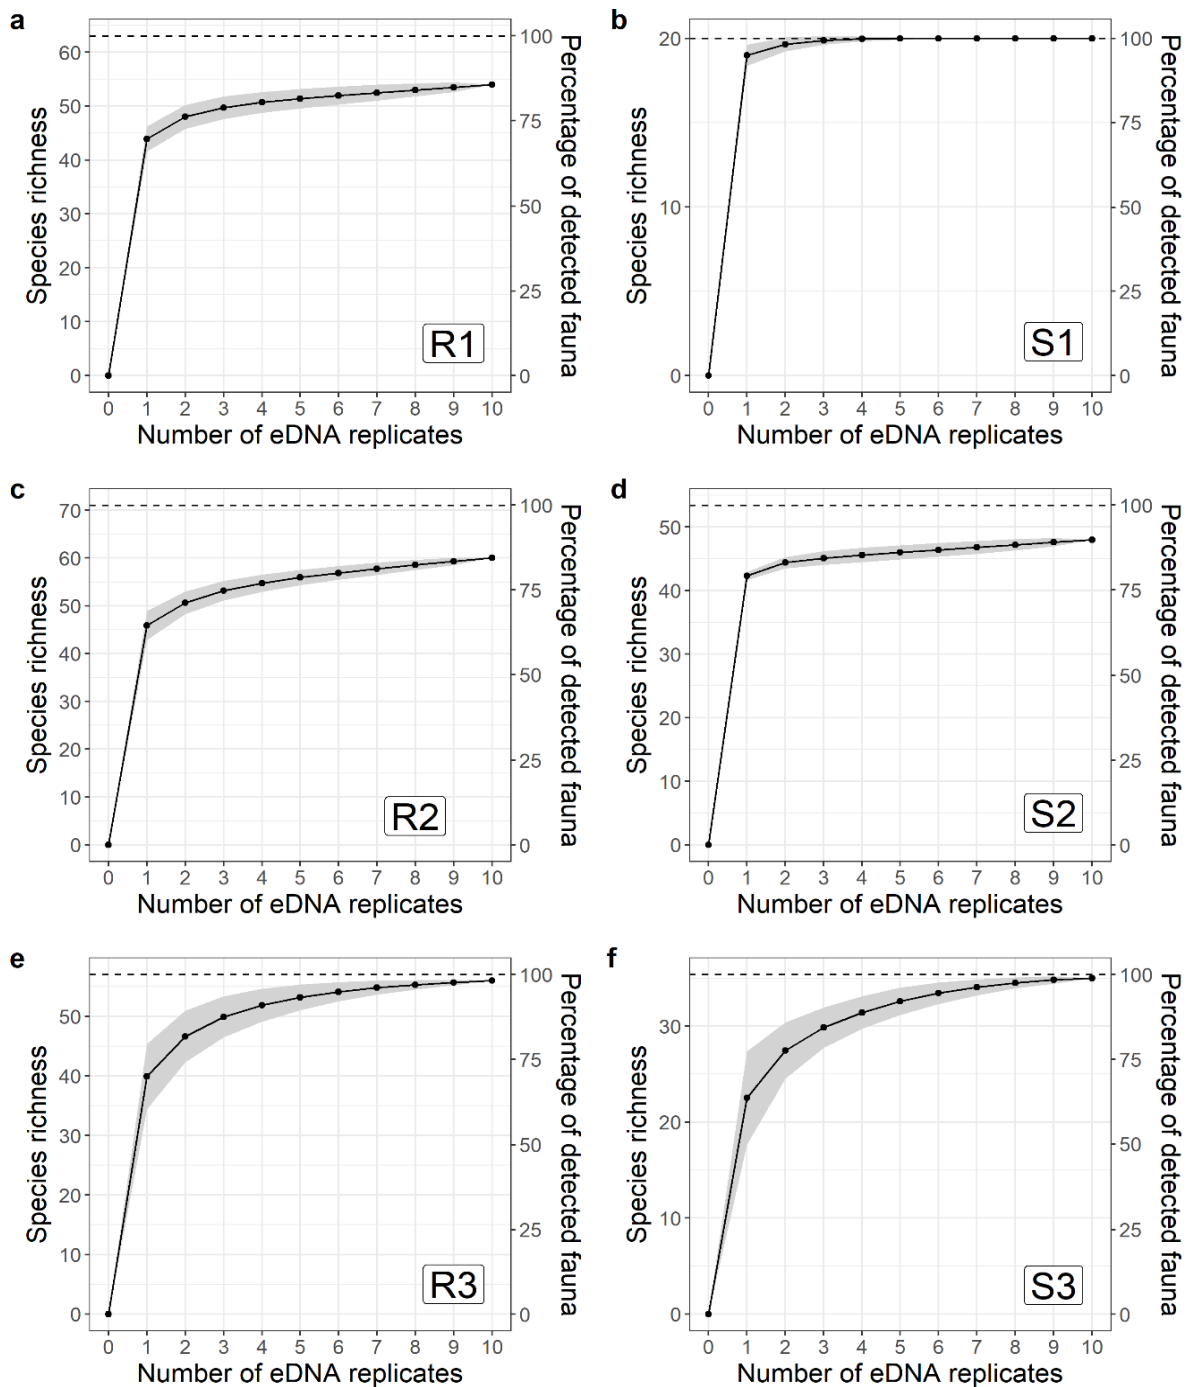 a
Species richness
60
50
40
30
20
10
0
100
75
50
25
0
Percentage of detected fauna
R1
0 1 2 3 4 5 6 7 8 9 10
Number of eDNA replicates
b
Species richness
20
10
0
100
75
50
25
0
Percentage of detected fauna
S1
0 1 2 3 4 5 6 7 8 9 10
Number of eDNA replicates
c
Species richness
70
60
50
40
30
20
10
0
100
75
50
25
0
Percentage of detected fauna
R2
0 1 2 3 4 5 6 7 8 9 10
Number of eDNA replicates
d
Species richness
50
40
30
20
10
0
100
75
50
25
0
Percentage of detected fauna
S2
0 1 2 3 4 5 6 7 8 9 10
Number of eDNA replicates
e
Species richness
50
40
30
20
10
0
100
75
50
25
0
Percentage of detected fauna
R3
0 1 2 3 4 5 6 7 8 9 10
Number of eDNA replicates
f
Species richness
30
20
10
0
100
75
50
25
0
Percentage of detected fauna
S3
0 1 2 3 4 5 6 7 8 9 10
Number of eDNA replicates